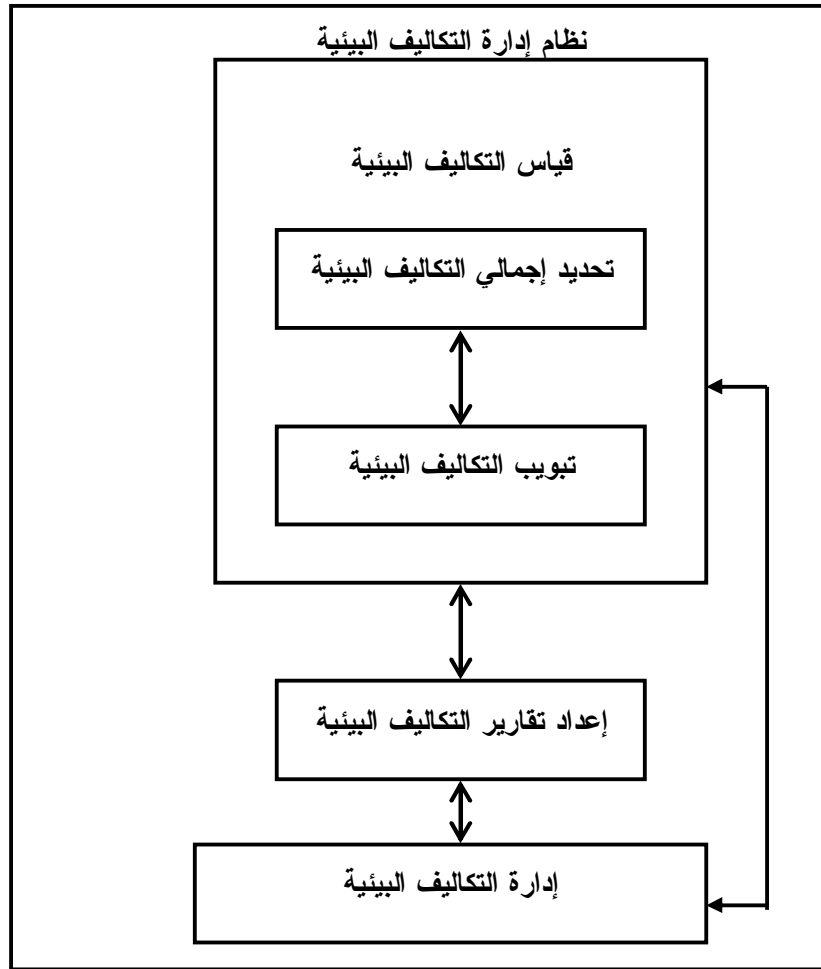 نظام إدارة التكاليف البيئية
قياس التكاليف البيئية
تحديد إجمالي التكاليف البيئية
تبويب التكاليف البيئية
إعداد تقارير التكاليف البيئية
إدارة التكاليف البيئية